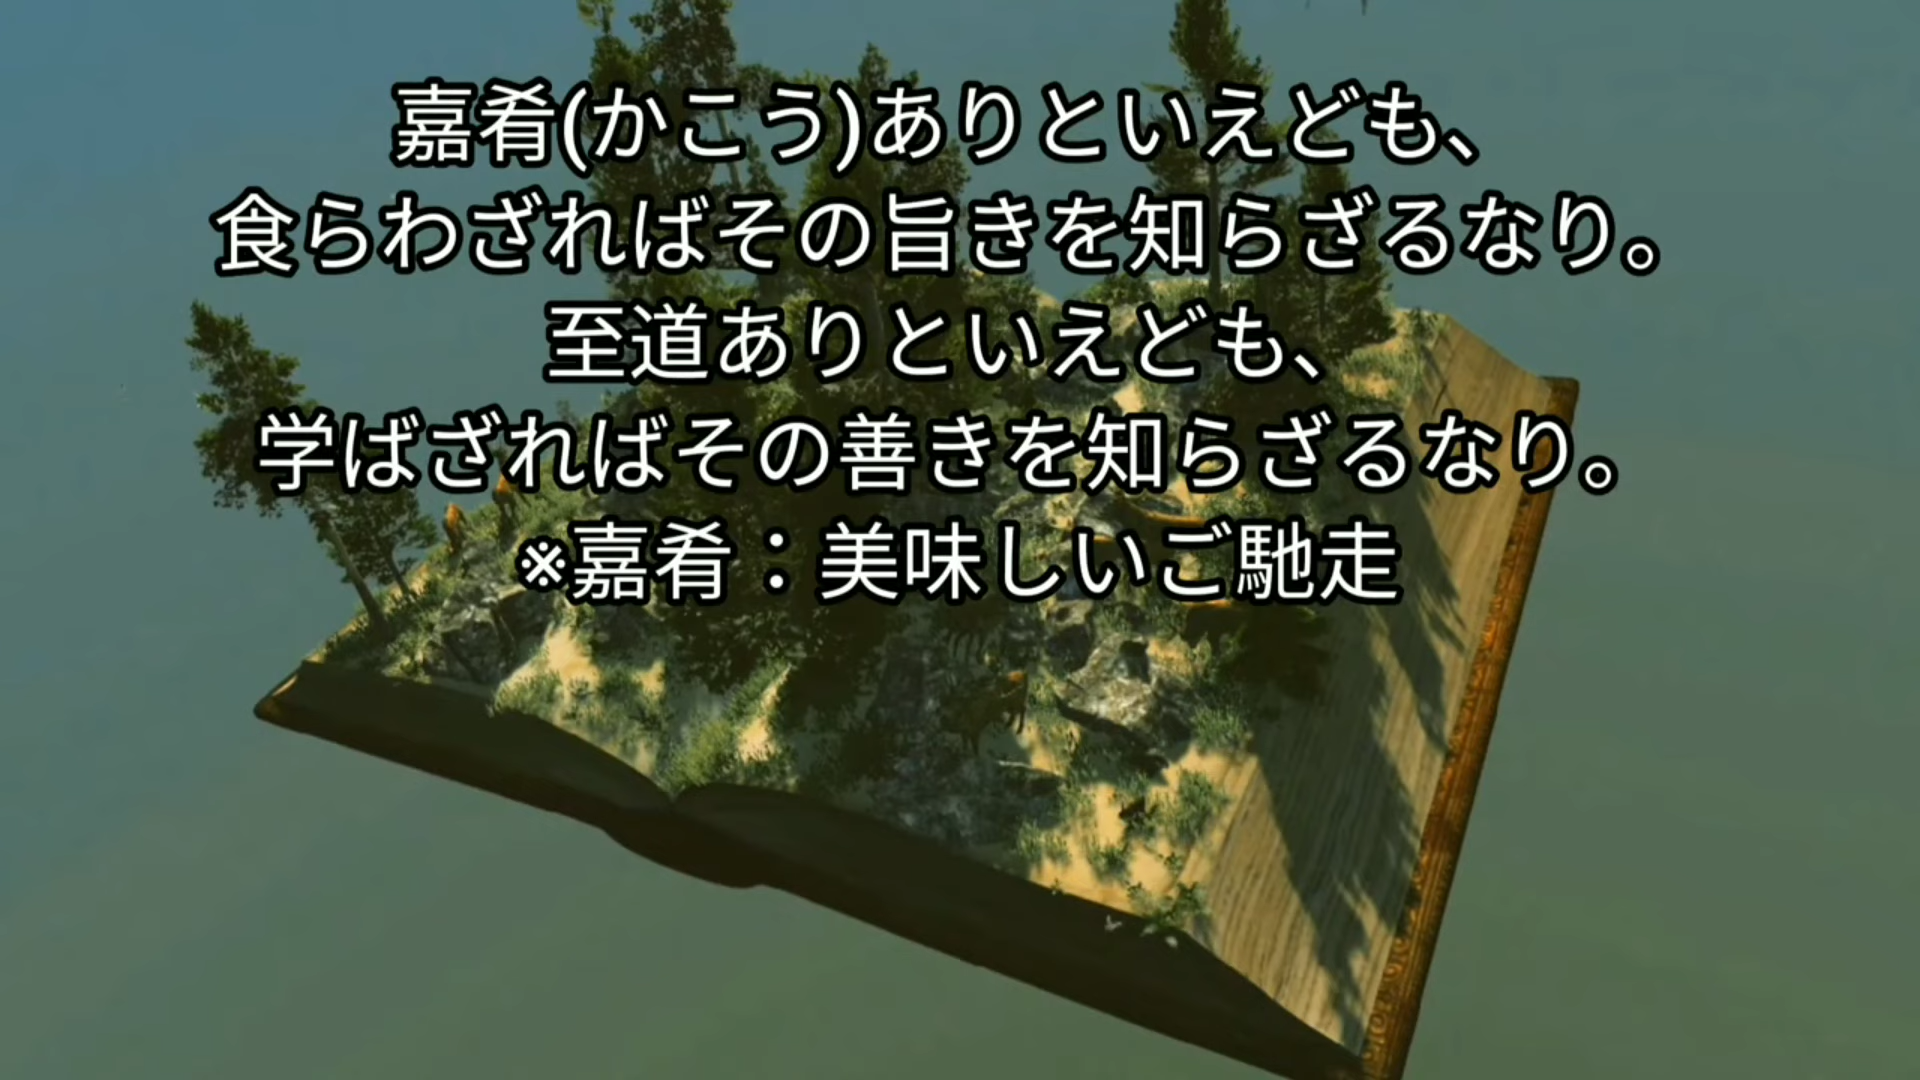 嘉肴(かこう)ありといえども、
食らわざればその旨きを知らざるなり。
至道ありといえども、
学ばざればその善きを知らざるなり。
※嘉肴：美味しいご馳走